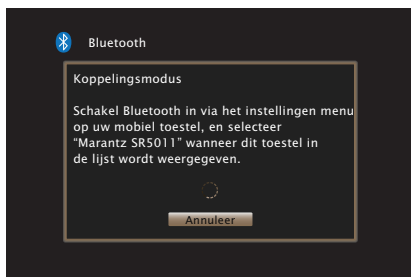 Bluetooth
Koppelingsmodus
Schakel Bluetooth in via het instellingen menu
op uw mobiel toestel, en selecteer
“Marantz SR5011” wanneer dit toestel in
de lijst wordt weergegeven.
Annuleer